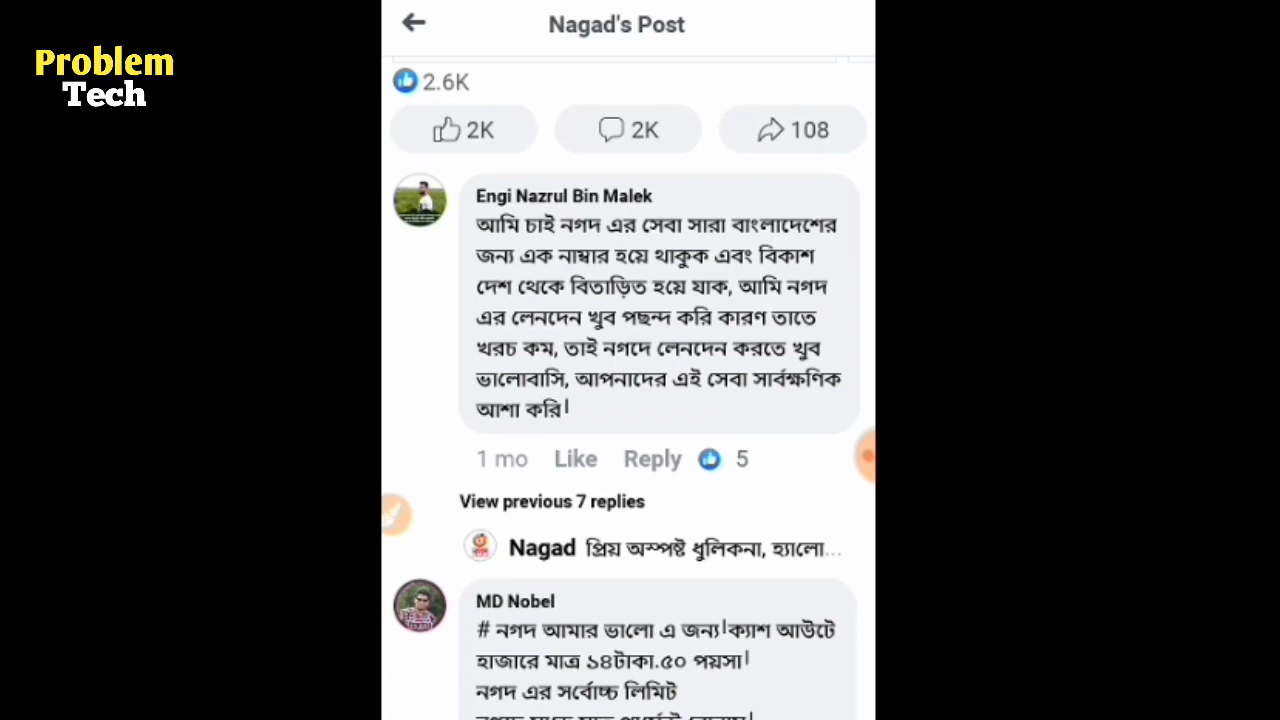 Problem
Tech
Nagad's Post
2.6K
2K
2K
108
Engi Nazrul Bin Malek
আমি চাই নগদ এর সেবা সারা বাংলাদেশের
জন্য এক নাম্বার হয়ে থাকুক এবং বিকাশ
দেশ থেকে বিতাড়িত হয়ে যাক, আমি নগদ
এর লেনদেন খুব পছন্দ করি কারণ তাতে
খরচ কম, তাই নগদে লেনদেন করতে খুব
ভালোবাসি, আপনাদের এই সেবা সার্বক্ষণিক
আশা করি।
1 mo Like Reply 5
View previous 7 replies
Nagad প্রিয় অস্পষ্ট ধুলিকনা, হ্যালো...
MD Nobel
# নগদ আমার ভালো এ জন্য।ক্যাশ আউটে
হাজারে মাত্র ১৪টাকা.৫০ পয়সা।
নগদ এর সর্বোচ্চ লিমিট